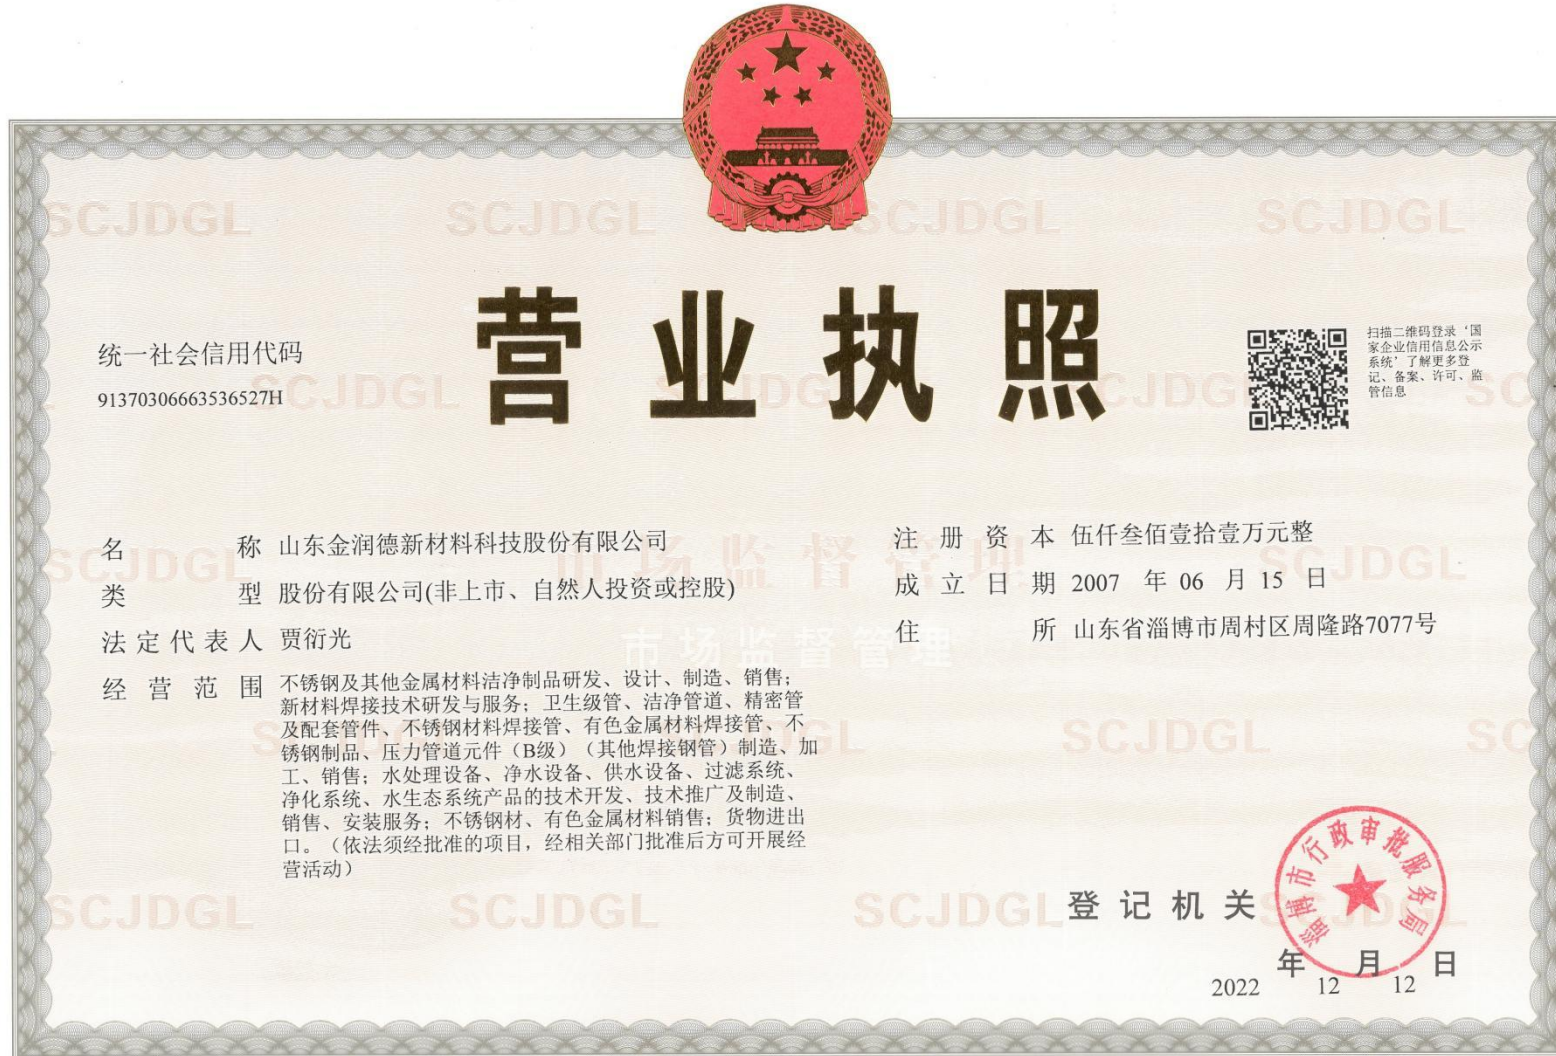 营业执照
统一社会信用代码
91370306663536527H
扫描二维码登录‘国
家企业信用信息公示
系统’了解更多登
记、备案、许可、监
管信息
名称 山东金润德新材料科技股份有限公司
类型 股份有限公司(非上市、自然人投资或控股)
法定代表人 贾衍光
经营范围 不锈钢及其他金属材料洁净制品研发、设计、制造、销售；
新材料焊接技术研发与服务；卫生级管、洁净管道、精密管
及配套管件、不锈钢材料焊接管、有色金属材料焊接管、不
锈钢制品、压力管道元件（B级）（其他焊接钢管）制造、加
工、销售；水处理设备、净水设备、供水设备、过滤系统、
净化系统、水生态系统产品的技术开发、技术推广及制造、
销售、安装服务；不锈钢材、有色金属材料销售；货物进出
口。（依法须经批准的项目，经相关部门批准后方可开展经
营活动）
注册资本 伍仟叁佰壹拾壹万元整
成立日期 2007 年 06 月 15 日
住所 山东省淄博市周村区周隆路7077号
市场监督管理
市场监督管理
SCJDGL
登记机关
淄博市行政审批服务局
2022 年 12 月 12 日